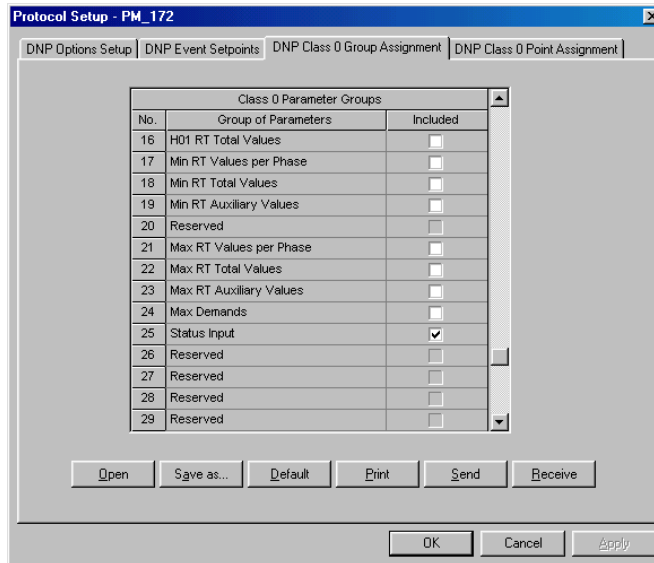 Protocol Setup - PM_172
DNP Options Setup DNP Event Setpoints DNP Class 0 Group Assignment DNP Class 0 Point Assignment
Class 0 Parameter Groups
No. Group of Parameters Included
16 H01 RT Total Values
17 Min RT Values per Phase
18 Min RT Total Values
19 Min RT Auxiliary Values
20 Reserved
21 Max RT Values per Phase
22 Max RT Total Values
23 Max RT Auxiliary Values
24 Max Demands
25 Status Input
26 Reserved
27 Reserved
28 Reserved
29 Reserved
Open Save as... Default Print Send Receive
OK Cancel Apply